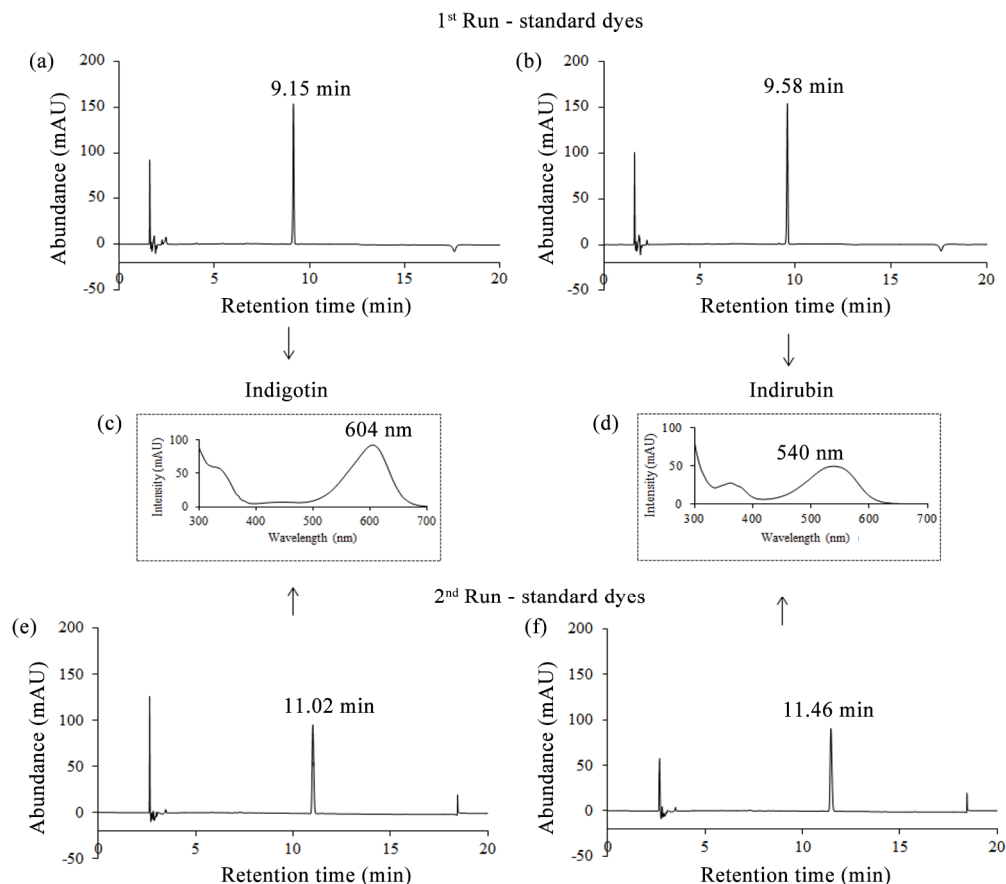 1st Run - standard dyes
(a)
200
150
100
50
0
-50
Abundance (mAU)
9.15 min
0
5
10
15
20
Retention time (min)
(b)
200
150
100
50
0
-50
Abundance (mAU)
9.58 min
0
5
10
15
20
Retention time (min)
Indigotin
Indirubin
(c)
Intensity (mAU)
100
50
0
604 nm
300
400
500
600
700
Wavelength (nm)
(d)
Intensity (mAU)
100
50
0
540 nm
300
400
500
600
700
Wavelength (nm)
2nd Run - standard dyes
(e)
200
150
100
50
0
-50
Abundance (mAU)
11.02 min
0
5
10
15
20
Retention time (min)
(f)
200
150
100
50
0
-50
Abundance (mAU)
11.46 min
0
5
10
15
20
Retention time (min)